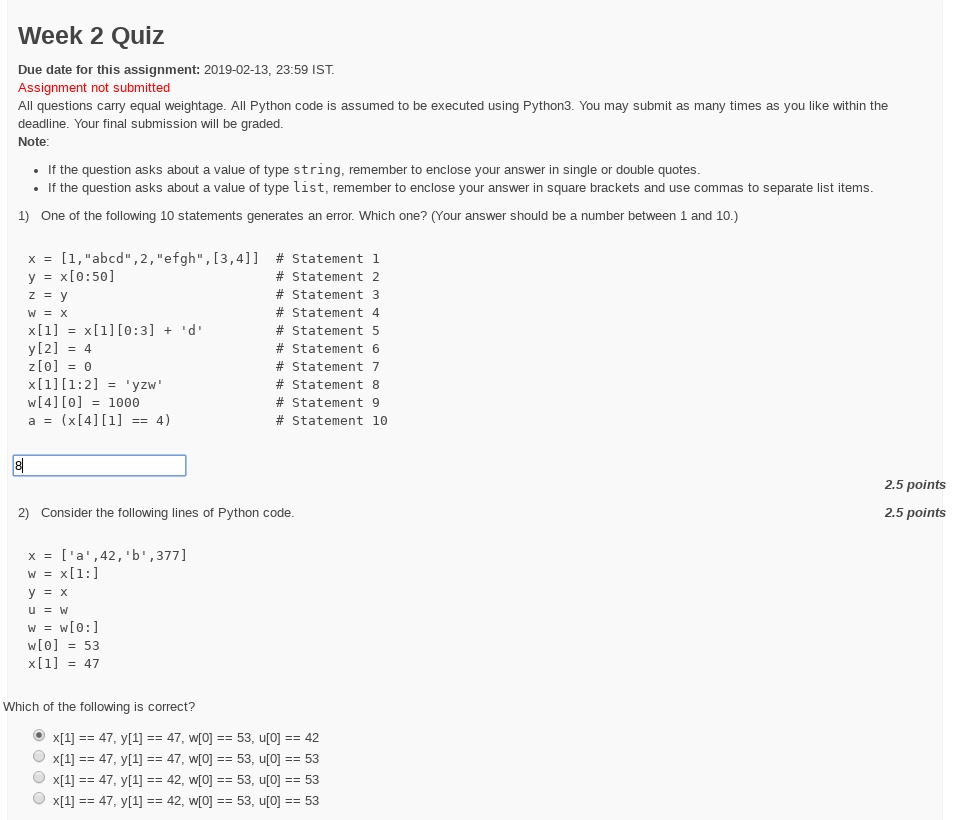 Week 2 Quiz
Due date for this assignment: 2019-02-13, 23:59 IST.
Assignment not submitted
All questions carry equal weightage. All Python code is assumed to be executed using Python3. You may submit as many times as you like within the
deadline. Your final submission will be graded.
Note:
• If the question asks about a value of type string, remember to enclose your answer in single or double quotes.
• If the question asks about a value of type list, remember to enclose your answer in square brackets and use commas to separate list items.
1) One of the following 10 statements generates an error. Which one? (Your answer should be a number between 1 and 10.)
x = [1,"abcd",2,"efgh",[3,4]]  # Statement 1
y = x[0:50]                    # Statement 2
z = y                          # Statement 3
w = x                          # Statement 4
x[1] = x[1][0:3] + 'd'         # Statement 5
y[2] = 4                       # Statement 6
z[0] = 0                       # Statement 7
x[1][1:2] = 'yzw'              # Statement 8
w[4][0] = 1000                 # Statement 9
a = (x[4][1] == 4)             # Statement 10
8
2.5 points
2) Consider the following lines of Python code. 2.5 points
x = ['a',42,'b',377]
w = x[1:]
y = x
u = w
w = w[0:]
w[0] = 53
x[1] = 47
Which of the following is correct?
x[1] == 47, y[1] == 47, w[0] == 53, u[0] == 42
x[1] == 47, y[1] == 47, w[0] == 53, u[0] == 53
x[1] == 47, y[1] == 42, w[0] == 53, u[0] == 53
x[1] == 47, y[1] == 42, w[0] == 53, u[0] == 53